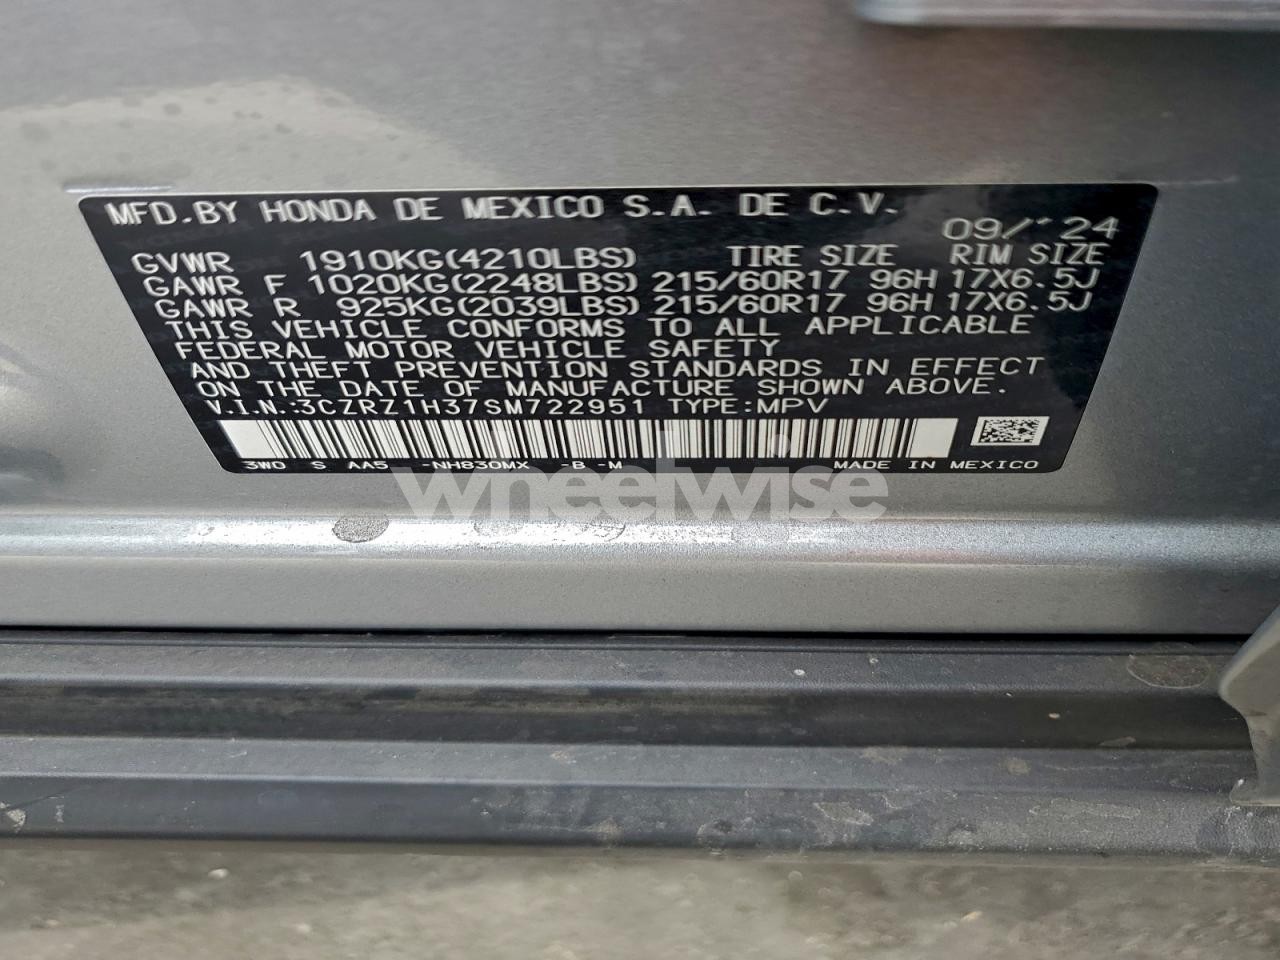 MFD.BY HONDA DE MEXICO S.A. DE C.V.
09/'24
GVWR 1910KG(4210LBS) TIRE SIZE RIM SIZE
GAWR F 1020KG(2248LBS) 215/60R17 96H 17X6.5J
GAWR R 925KG(2039LBS) 215/60R17 96H 17X6.5J
THIS VEHICLE CONFORMS TO ALL APPLICABLE
FEDERAL MOTOR VEHICLE SAFETY
AND THEFT PREVENTION STANDARDS IN EFFECT
ON THE DATE OF MANUFACTURE SHOWN ABOVE.
V.I.N.:3CZRZ1H37SM722951 TYPE:MPV
3W0 S AA5 -NH830MX -B -M MADE IN MEXICO
wheelwise